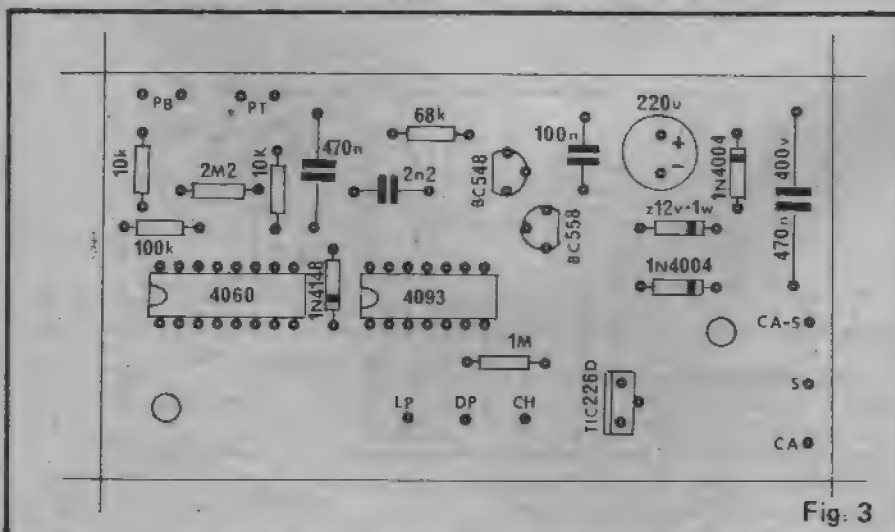 PB
PT
68k
100n
220u
+
-
1N4004
400v
470n
10k
2M2
10k
470n
2n2
BC548
BC558
z12v-1w
100k
1N4004
4060
1N4148
4093
CA-S
1M
LP
DP
CH
TIC226D
S
CA
Fig. 3